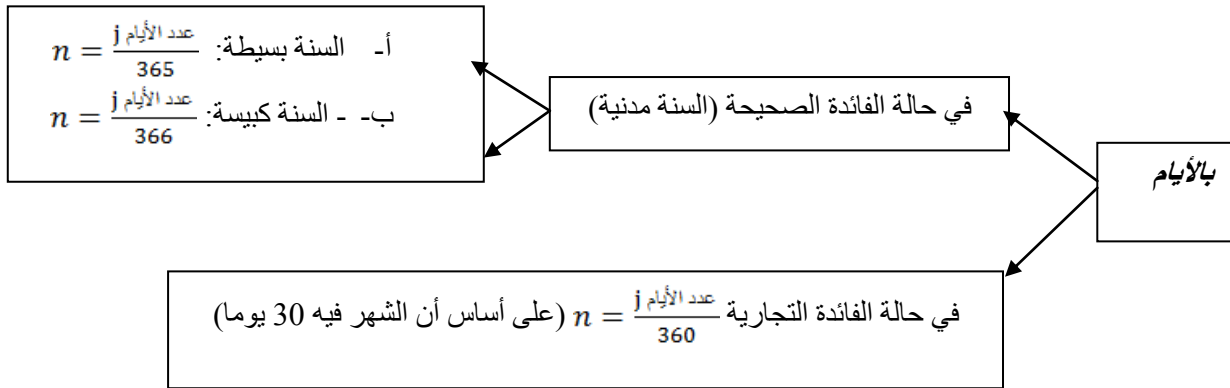 بالأيام
في حالة الفائدة الصحيحة (السنة مدنية)
أ- السنة بسيطة: n = عدد الأيام j / 365
ب- - السنة كبيسة: n = عدد الأيام j / 366
في حالة الفائدة التجارية n = عدد الأيام j / 360 (على أساس أن الشهر فيه 30 يوما)